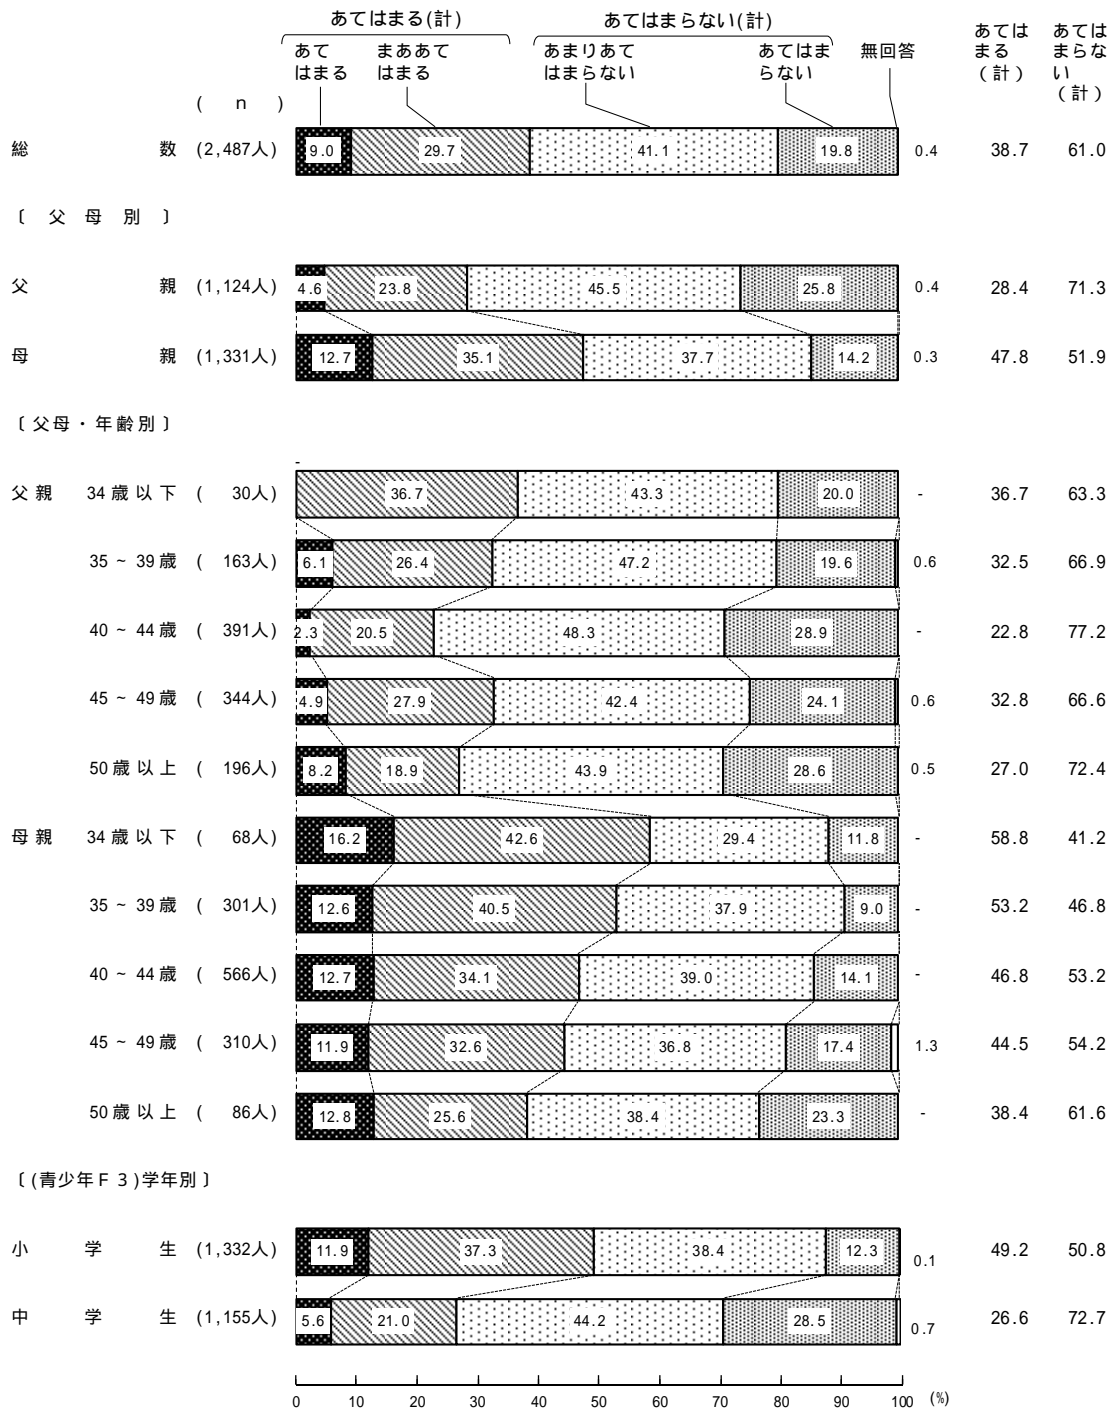 あてはまる(計) あてはまらない(計)
あてはまる まああてはまる あまりあてはまらない あてはまらない 無回答 あてはまる(計) あてはまらない(計)
( n )
総数 (2,487人) 9.0 29.7 41.1 19.8 0.4 38.7 61.0
〔父母別〕
父親 (1,124人) 4.6 23.8 45.5 25.8 0.4 28.4 71.3
母親 (1,331人) 12.7 35.1 37.7 14.2 0.3 47.8 51.9
〔父母・年齢別〕
-
父親 34歳以下 ( 30人) 36.7 43.3 20.0 - 36.7 63.3
35~39歳 ( 163人) 6.1 26.4 47.2 19.6 0.6 32.5 66.9
40~44歳 ( 391人) 2.3 20.5 48.3 28.9 - 22.8 77.2
45~49歳 ( 344人) 4.9 27.9 42.4 24.1 0.6 32.8 66.6
50歳以上 ( 196人) 8.2 18.9 43.9 28.6 0.5 27.0 72.4
母親 34歳以下 ( 68人) 16.2 42.6 29.4 11.8 - 58.8 41.2
35~39歳 ( 301人) 12.6 40.5 37.9 9.0 - 53.2 46.8
40~44歳 ( 566人) 12.7 34.1 39.0 14.1 - 46.8 53.2
45~49歳 ( 310人) 11.9 32.6 36.8 17.4 1.3 44.5 54.2
50歳以上 ( 86人) 12.8 25.6 38.4 23.3 - 38.4 61.6
〔(青少年F3)学年別〕
小学生 (1,332人) 11.9 37.3 38.4 12.3 0.1 49.2 50.8
中学生 (1,155人) 5.6 21.0 44.2 28.5 0.7 26.6 72.7
0 10 20 30 40 50 60 70 80 90 100 (%)